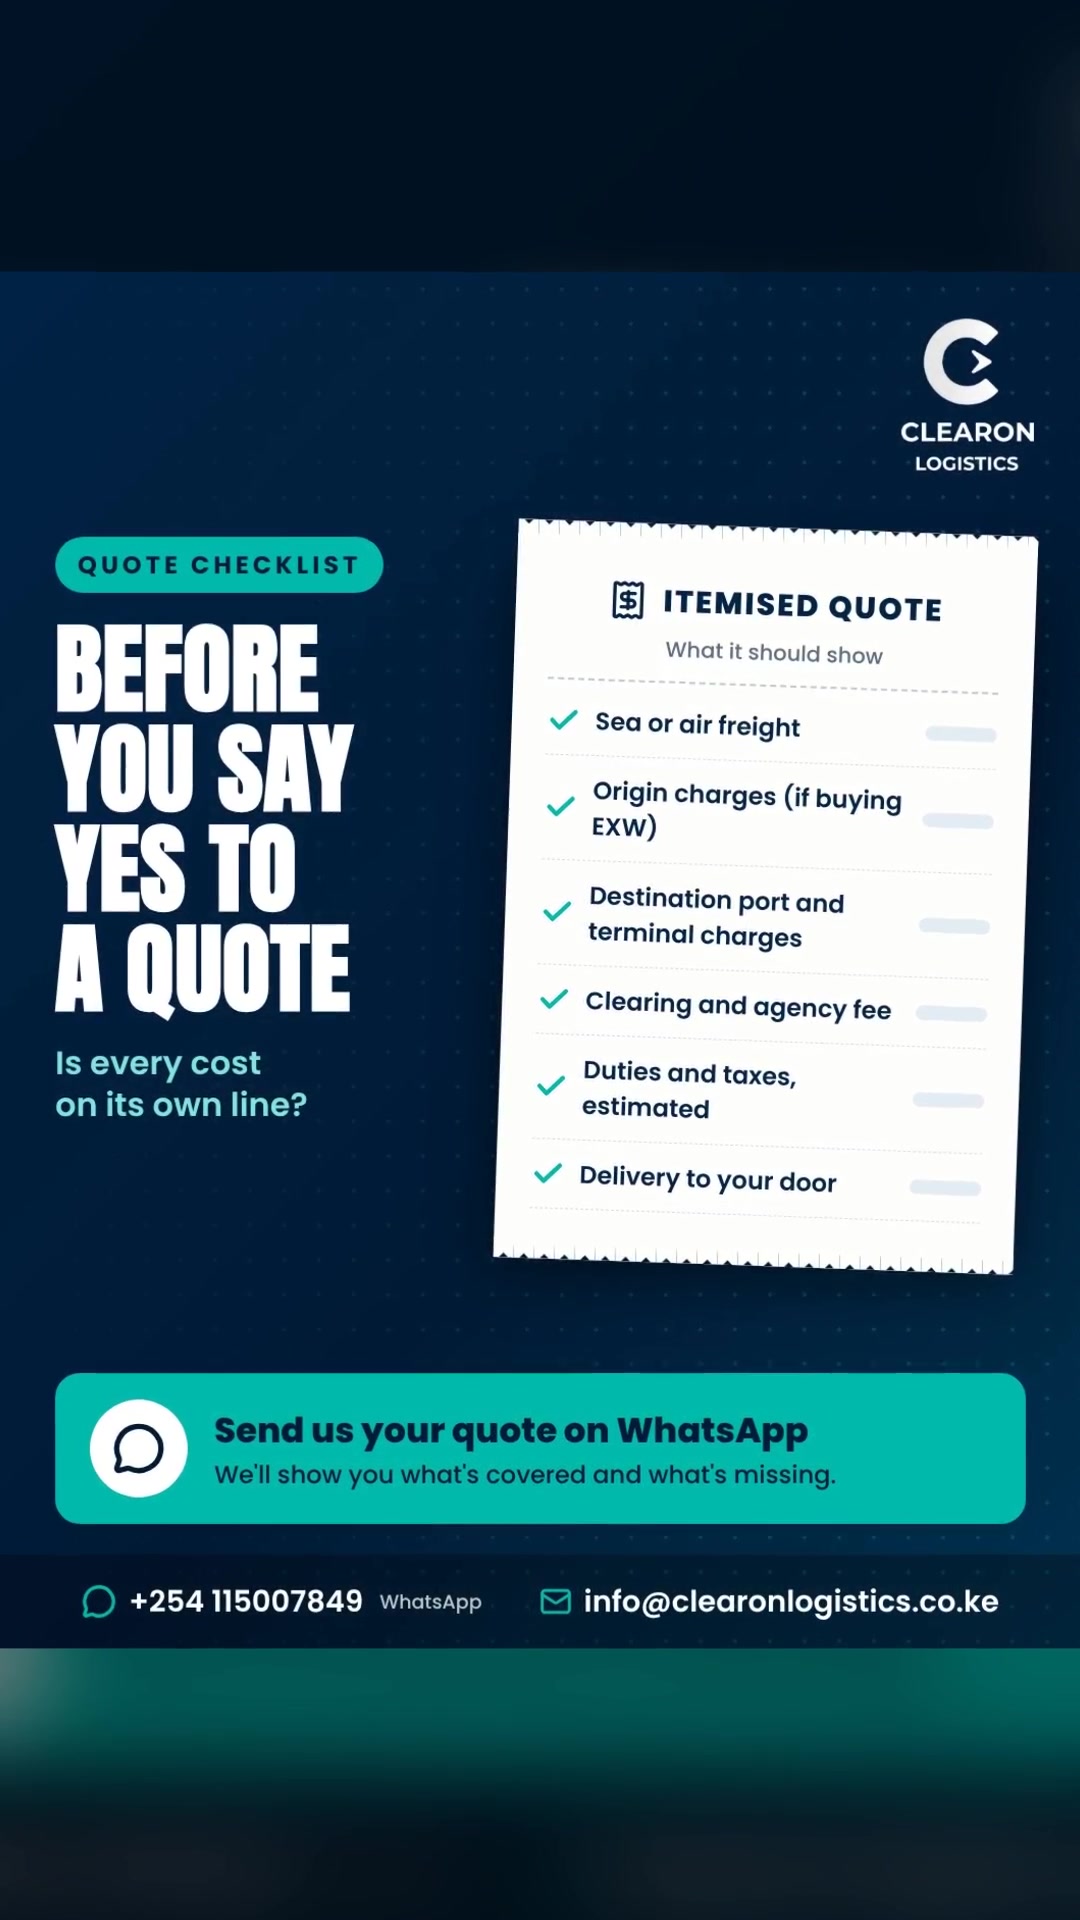 CLEARON
LOGISTICS
QUOTE CHECKLIST
BEFORE
YOU SAY
YES TO
A QUOTE
Is every cost
on its own line?
ITEMISED QUOTE
What it should show
Sea or air freight
Origin charges (if buying
EXW)
Destination port and
terminal charges
Clearing and agency fee
Duties and taxes,
estimated
Delivery to your door
Send us your quote on WhatsApp
We'll show you what's covered and what's missing.
+254 115007849 WhatsApp
info@clearonlogistics.co.ke